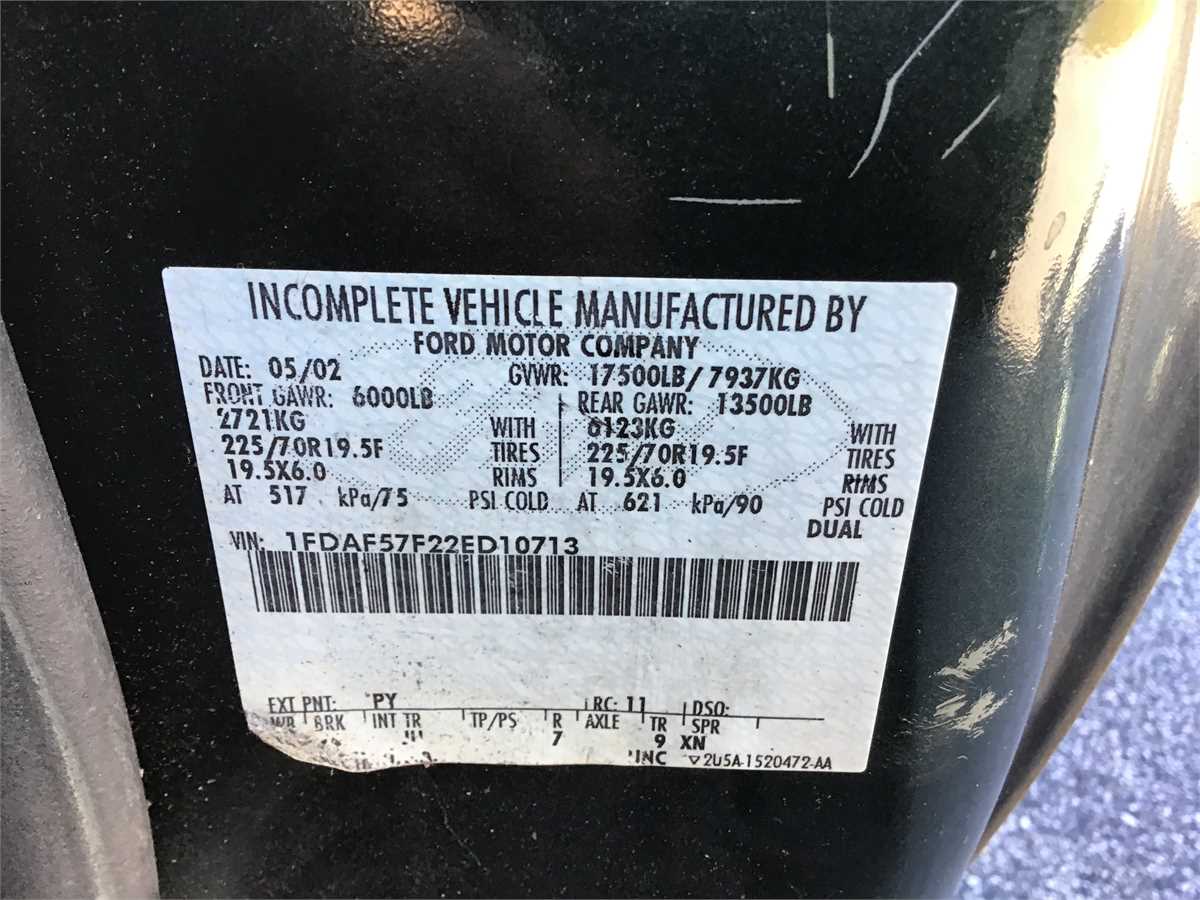 INCOMPLETE VEHICLE MANUFACTURED BY
FORD MOTOR COMPANY
DATE: 05/02 GVWR: 17500LB/7937KG
FRONT GAWR: 6000LB REAR GAWR: 13500LB
2721KG WITH 6123KG WITH
225/70R19.5F TIRES 225/70R19.5F TIRES
19.5X6.0 RIMS 19.5X6.0 RIMS
AT 517 kPa/75 PSI COLD AT 621 kPa/90 PSI COLD
DUAL
VIN: 1FDAF57F22ED10713
EXT PNT: PY RC: 11 DSO:
WB BRK INT TR TP/PS R AXLE TR SPR
7 9 XN
INC ▽2U5A-1520472-AA